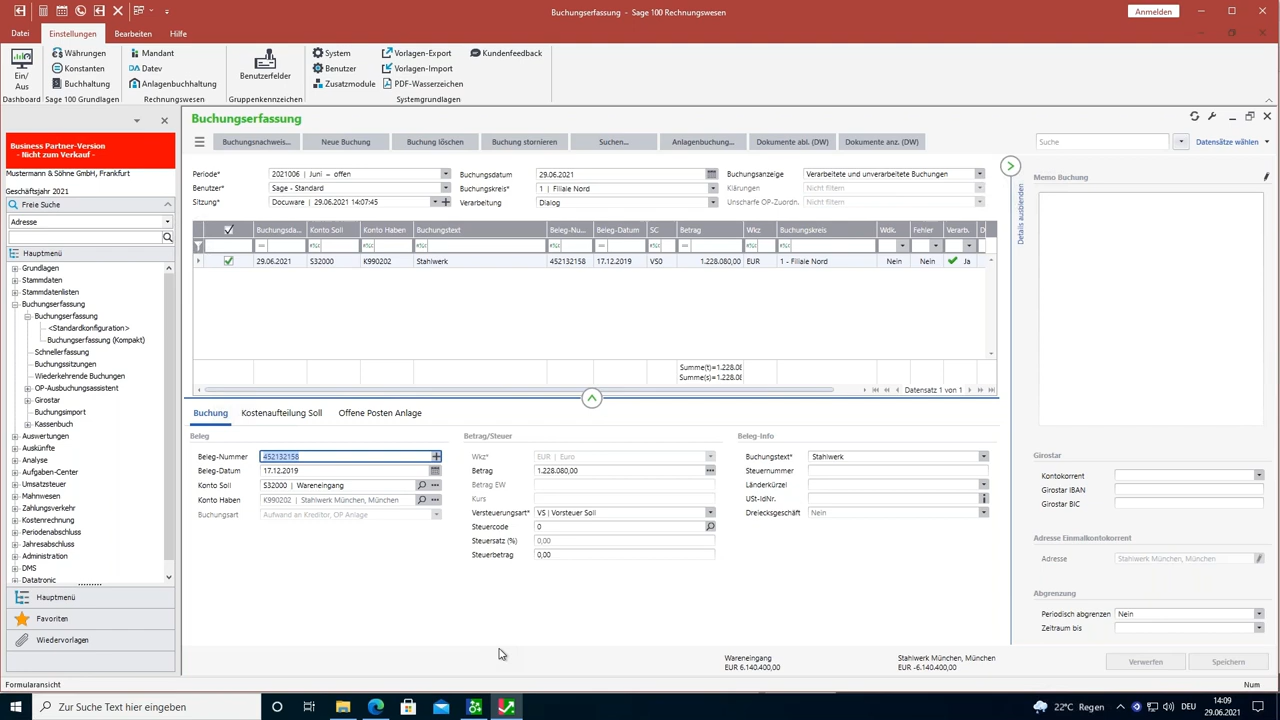 Buchungserfassung - Sage 100 Rechnungswesen
Anmelden
Datei
Einstellungen
Bearbeiten
Hilfe
Ein/
Aus
Dashboard
Währungen
Konstanten
Buchhaltung
Sage 100 Grundlagen
Mandant
Datev
Anlagenbuchhaltung
Rechnungswesen
Benutzerfelder
Gruppenkennzeichen
System
Benutzer
Zusatzmodule
Vorlagen-Export
Vorlagen-Import
PDF-Wasserzeichen
Systemgrundlagen
Kundenfeedback
Business Partner-Version
- Nicht zum Verkauf -
Mustermann & Söhne GmbH, Frankfurt
Geschäftsjahr 2021
Freie Suche
Adresse
Hauptmenü
Grundlagen
Stammdaten
Stammdatenlisten
Buchungserfassung
Buchungserfassung
<Standardkonfiguration>
Buchungserfassung (Kompakt)
Schnellerfassung
Buchungssitzungen
Wiederkehrende Buchungen
OP-Ausbuchungsassistent
Girostar
Buchungsimport
Kassenbuch
Auswertungen
Auskünfte
Analyse
Aufgaben-Center
Umsatzsteuer
Mahnwesen
Zahlungsverkehr
Kostenrechnung
Periodenabschluss
Jahresabschluss
Administration
DMS
Datatronic
Hauptmenü
Favoriten
Wiedervorlagen
Formularansicht
Buchungserfassung
Buchungsnachweis...
Neue Buchung
Buchung löschen
Buchung stornieren
Suchen...
Anlagenbuchung...
Dokumente abl. (DW)
Dokumente anz. (DW)
Suche
Datensätze wählen
Periode* 2021006 | Juni – offen
Benutzer* Sage - Standard
Sitzung* Docuware | 29.06.2021 14:07:45
Buchungsdatum 29.06.2021
Buchungskreis* 1 | Filiale Nord
Verarbeitung Dialog
Buchungsanzeige Verarbeitete und unverarbeitete Buchungen
Klärungen Nicht filtern
Unscharfe OP-Zuordn. Nicht filtern
Buchungsda... Konto Soll Konto Haben Buchungstext Beleg-Nu... Beleg-Datum SC Betrag Wkz Buchungskreis Wdk. Fehler Verarb. D
29.06.2021 S32000 K990202 Stahlwerk 452132158 17.12.2019 VS0 1.228.080,00 EUR 1 - Filiale Nord Nein Nein Ja
Summe(t)=1.228.08
Summe(s)=1.228.08
Datensatz 1 von 1
Buchung
Kostenaufteilung Soll
Offene Posten Anlage
Beleg
Beleg-Nummer 452132158
Beleg-Datum 17.12.2019
Konto Soll S32000 | Wareneingang
Konto Haben K990202 | Stahlwerk München, München
Buchungsart Aufwand an Kreditor, OP Anlage
Betrag/Steuer
Wkz* EUR | Euro
Betrag 1.228.080,00
Betrag EW
Kurs
Versteuerungsart* VS | Vorsteuer Soll
Steuercode 0
Steuersatz (%) 0,00
Steuerbetrag 0,00
Beleg-Info
Buchungstext* Stahlwerk
Steuernummer
Länderkürzel
USt-IdNr.
Dreiecksgeschäft Nein
Details ausblenden
Memo Buchung
Girostar
Kontokorrent
Girostar IBAN
Girostar BIC
Adresse Einmalkontokorrent
Adresse Stahlwerk München, München
Abgrenzung
Periodisch abgrenzen Nein
Zeitraum bis
Wareneingang
EUR 6.140.400,00
Stahlwerk München, München
EUR -6.140.400,00
Verwerfen
Speichern
Num
Zur Suche Text hier eingeben
22°C Regen
DEU
14:09
29.06.2021